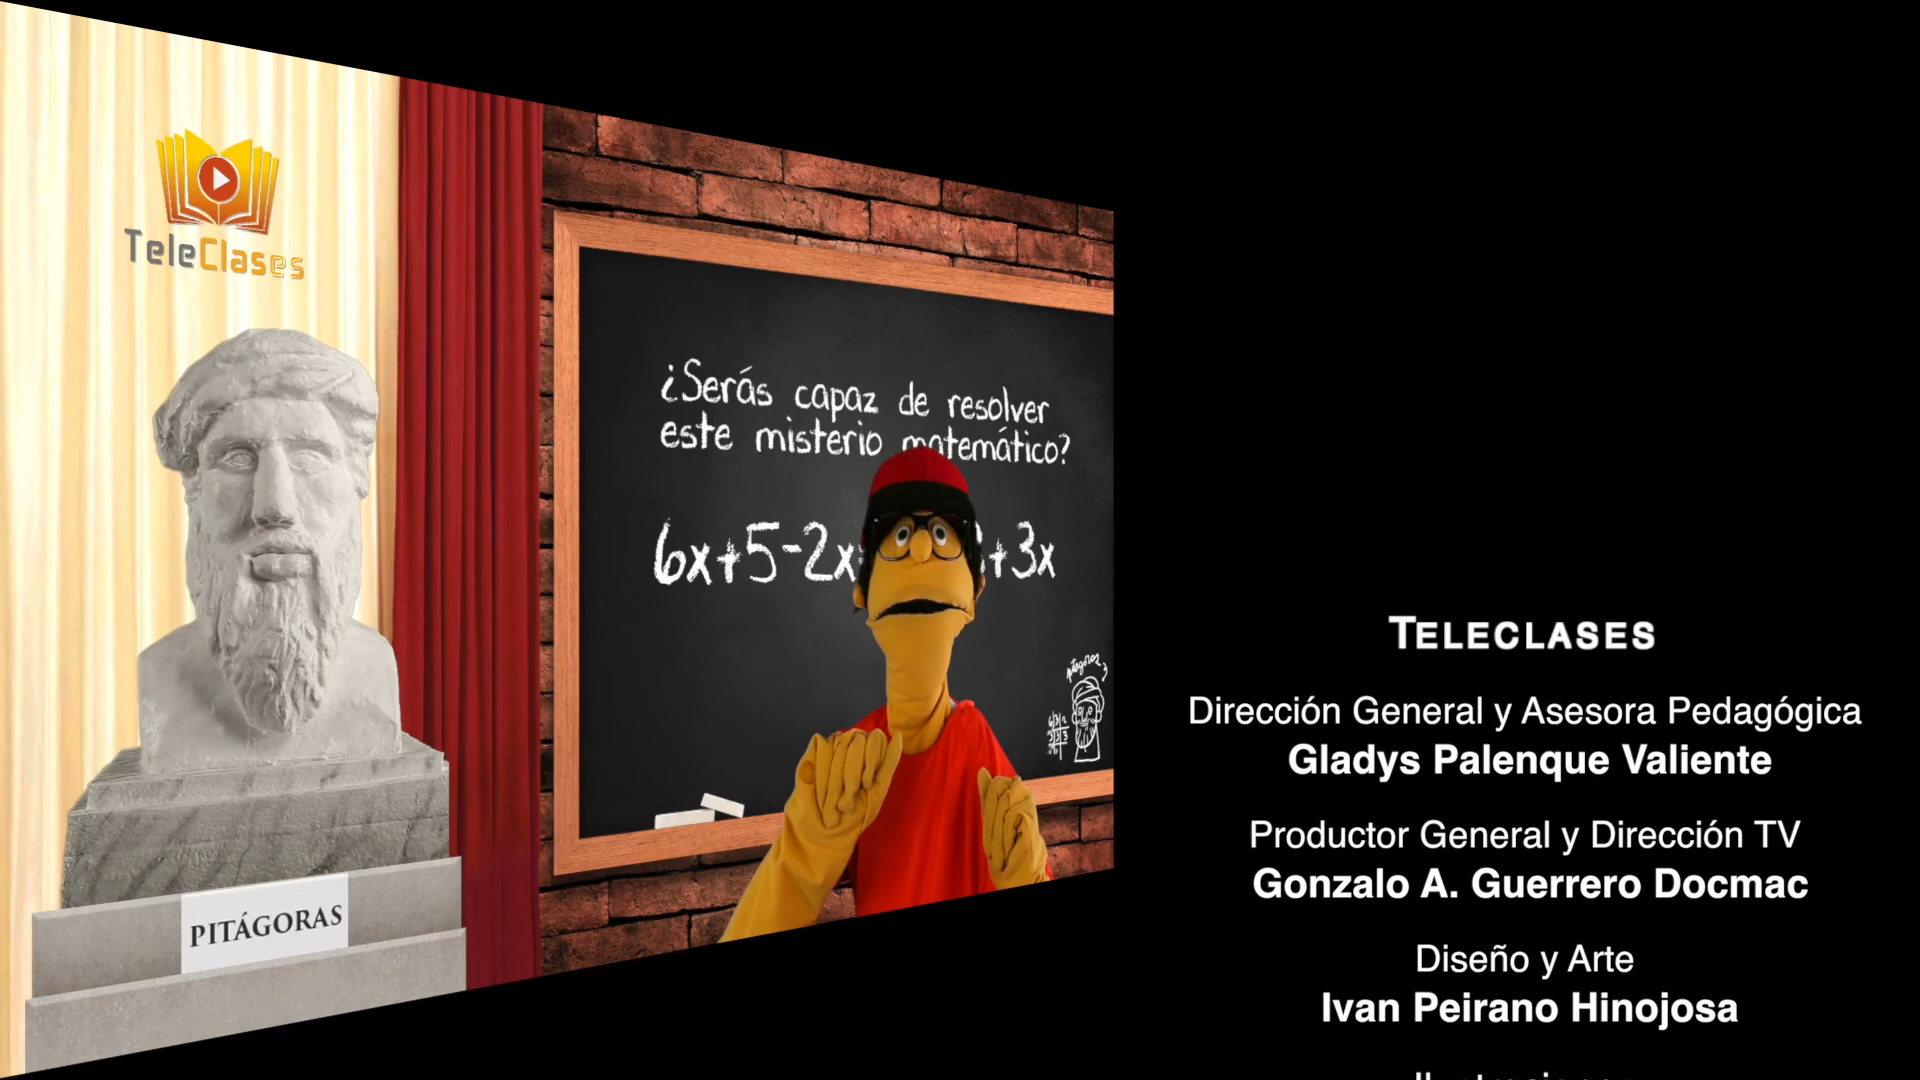 TeleClases
¿Serás capaz de resolver
este misterio matemático?
6x+5-2x +3x
pitágoras
PITÁGORAS
TELECLASES
Dirección General y Asesora Pedagógica
Gladys Palenque Valiente
Productor General y Dirección TV
Gonzalo A. Guerrero Docmac
Diseño y Arte
Ivan Peirano Hinojosa